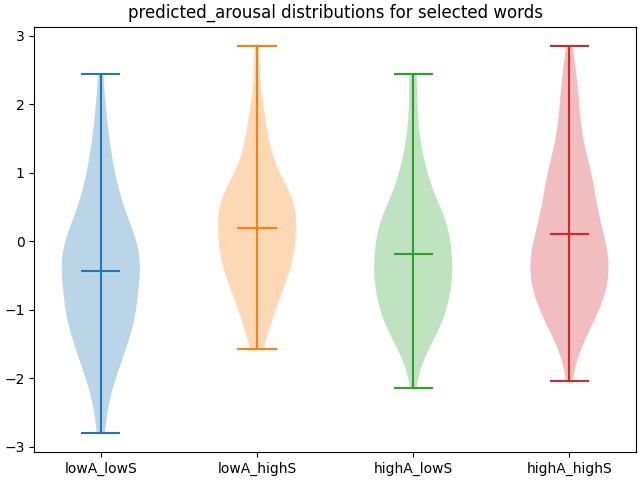 predicted_arousal distributions for selected words
3
2
1
0
−1
−2
−3
lowA_lowS
lowA_highS
highA_lowS
highA_highS